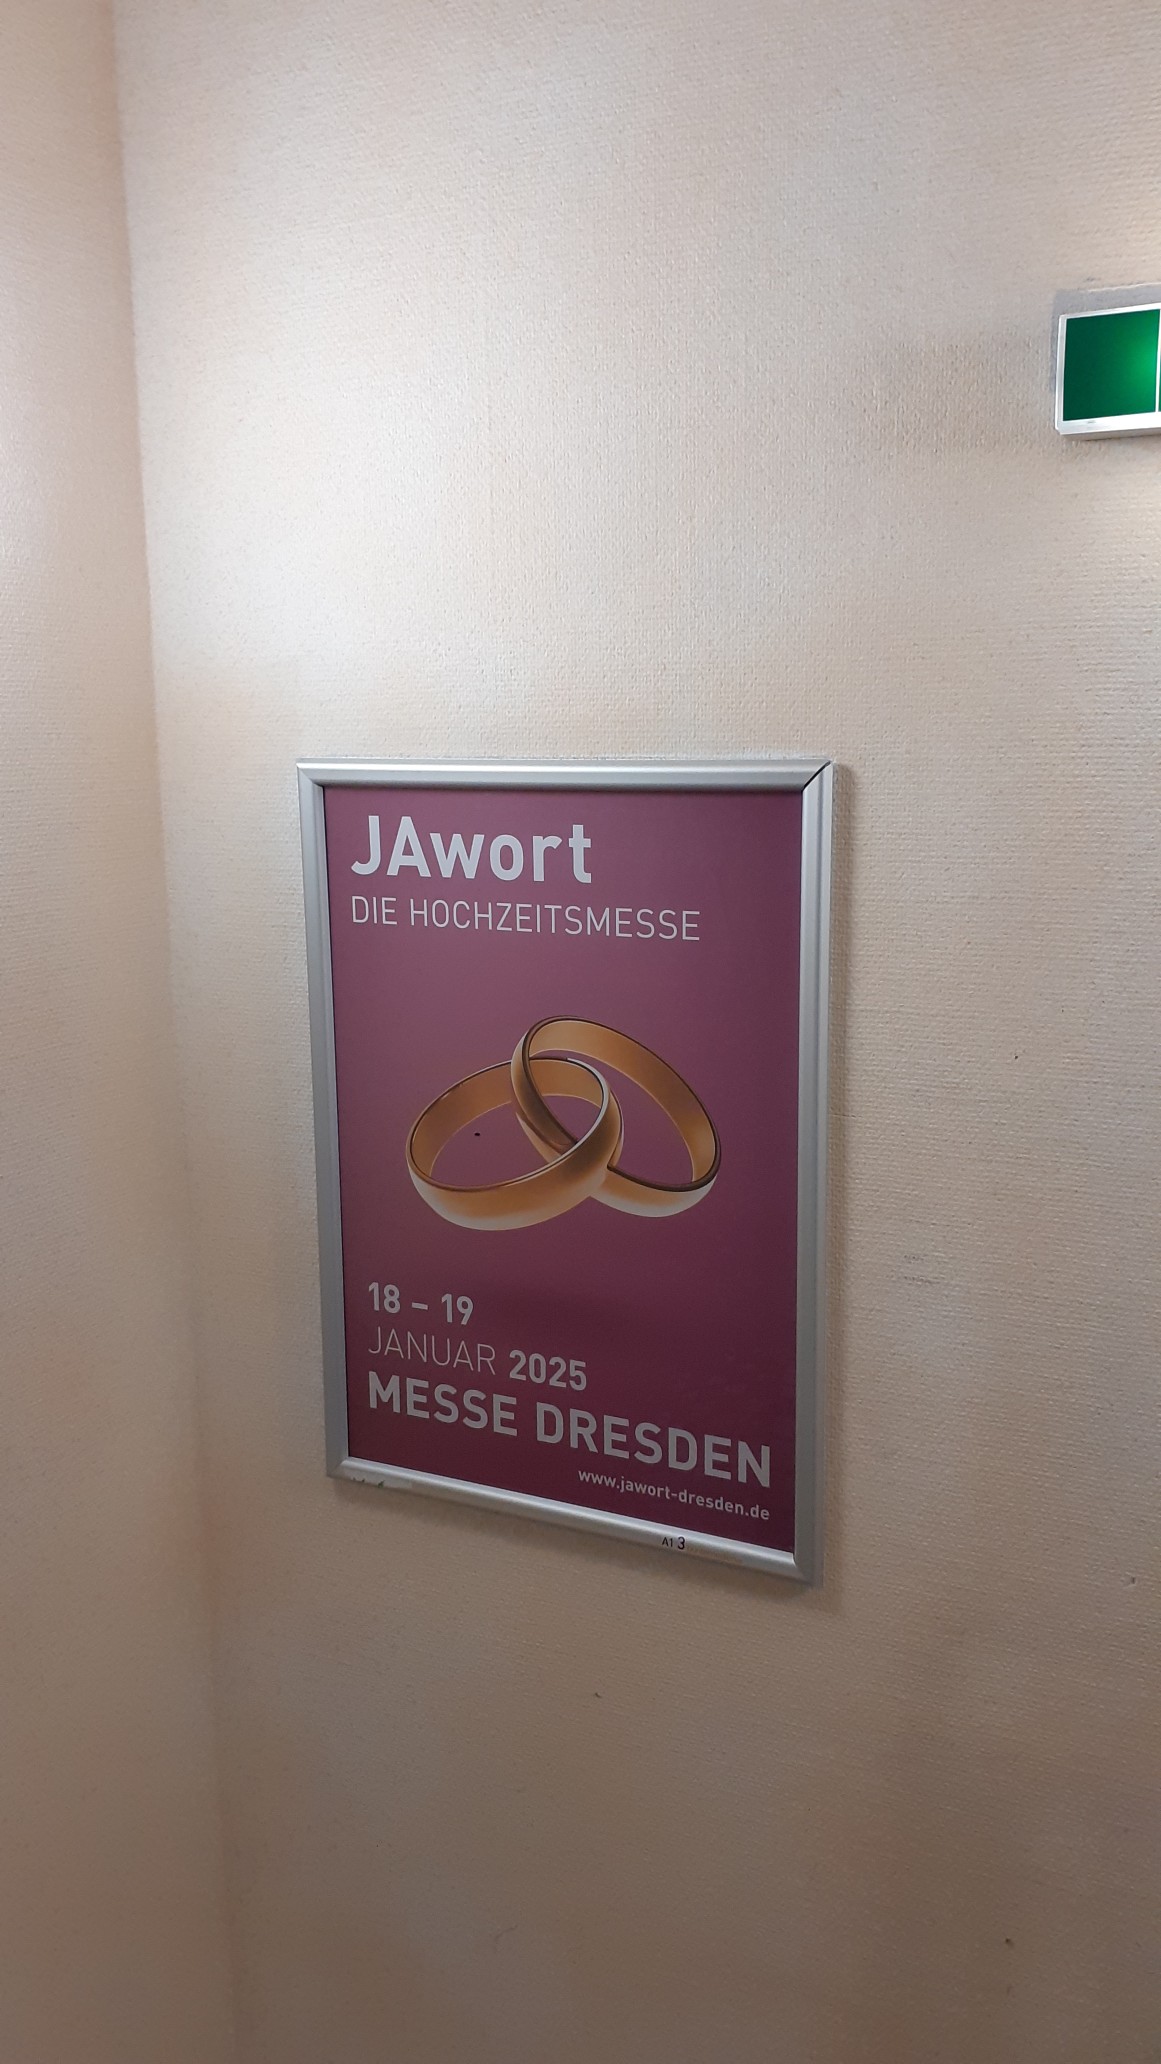 JAwort
DIE HOCHZEITSMESSE
18 – 19
JANUAR 2025
MESSE DRESDEN
www.jawort-dresden.de
A1 3